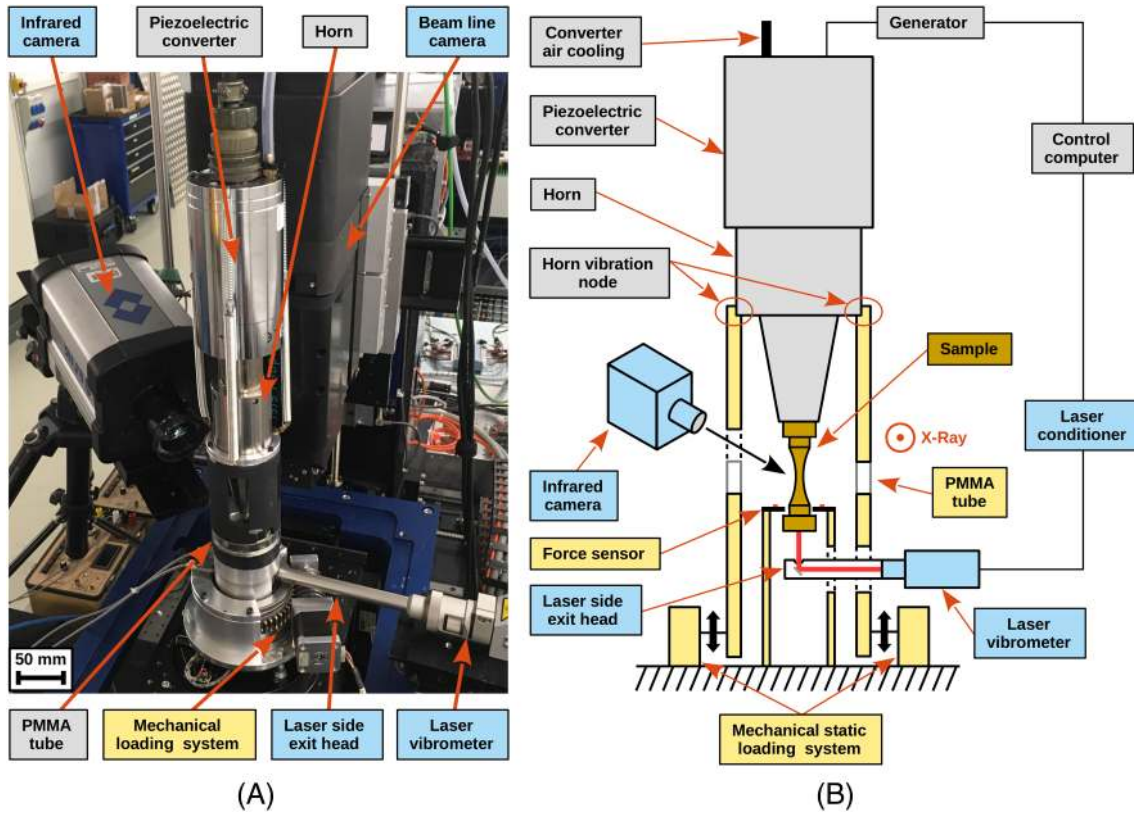 Infrared
camera
Piezoelectric
converter
Horn
Beam line
camera
50 mm
PMMA
tube
Mechanical
loading system
Laser side
exit head
Laser
vibrometer
(A)
B)
Converter
air cooling
Generator
Piezoelectric
converter
Control
computer
Horn
Horn vibration
node
Sample
X-Ray
Laser
conditioner
Infrared
camera
PMMA
tube
Force sensor
Laser side
exit head
Laser
vibrometer
Mechanical static
loading system
(B)